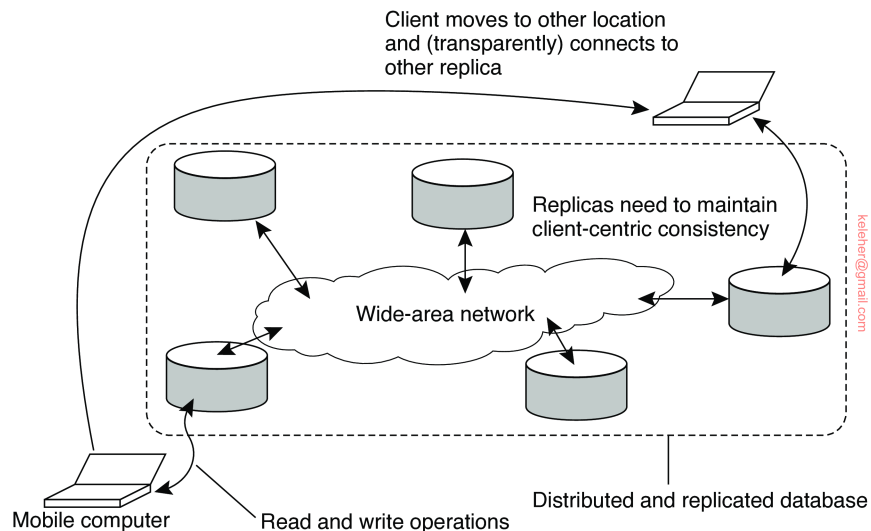 Client moves to other location
and (transparently) connects to
other replica
Replicas need to maintain
client-centric consistency
Wide-area network
keleher@gmail.com
Distributed and replicated database
Mobile computer
Read and write operations